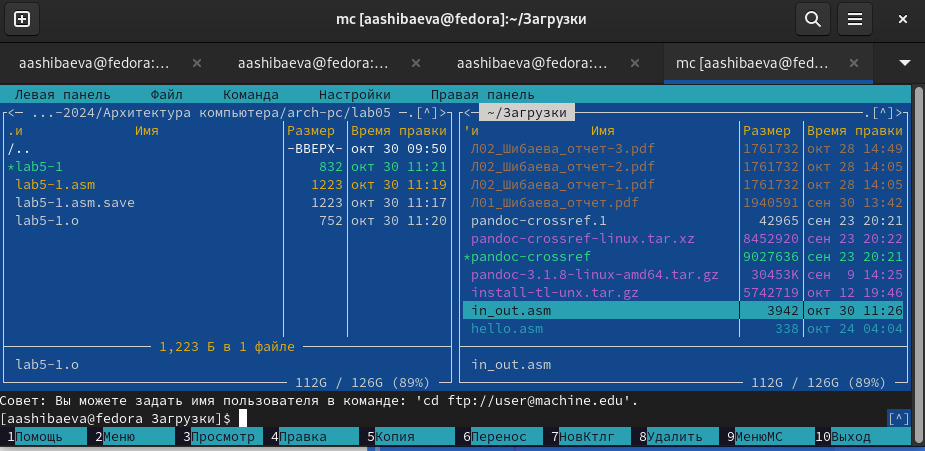 mc [aashibaeva@fedora]:~/Загрузки
aashibaeva@fedora:... × aashibaeva@fedora:... × aashibaeva@fedora:... × mc [aashibaeva@fed... ×
Левая панель Файл Команда Настройки Правая панель
<— ...-2024/Архитектура компьютера/arch-pc/lab05 —.[^]> <— ~/Загрузки .[^]>
.и Имя Размер Время правки 'и Имя Размер Время правки
/.. -ВВЕРХ- окт 30 09:50 Л02_Шибаева_отчет-3.pdf 1761732 окт 28 14:49
*lab5-1 832 окт 30 11:21 Л02_Шибаева_отчет-2.pdf 1761732 окт 28 14:05
lab5-1.asm 1223 окт 30 11:19 Л02_Шибаева_отчет-1.pdf 1761732 окт 28 14:05
lab5-1.asm.save 1223 окт 30 11:17 Л01_Шибаева_отчет.pdf 1940591 сен 30 13:42
lab5-1.o 752 окт 30 11:20 pandoc-crossref.1 42965 сен 23 20:21
pandoc-crossref-linux.tar.xz 8452920 сен 23 20:22
*pandoc-crossref 9027636 сен 23 20:21
pandoc-3.1.8-linux-amd64.tar.gz 30453K сен 9 14:25
install-tl-unx.tar.gz 5742719 окт 12 19:46
in_out.asm 3942 окт 30 11:26
hello.asm 338 окт 24 04:04
1,223 Б в 1 файле
lab5-1.o in_out.asm
112G / 126G (89%) 112G / 126G (89%)
Совет: Вы можете задать имя пользователя в команде: 'cd ftp://user@machine.edu'.
[aashibaeva@fedora Загрузки]$ [^]
1Помощь 2Меню 3Просмотр 4Правка 5Копия 6Перенос 7НовКтлг 8Удалить 9МенюМС 10Выход